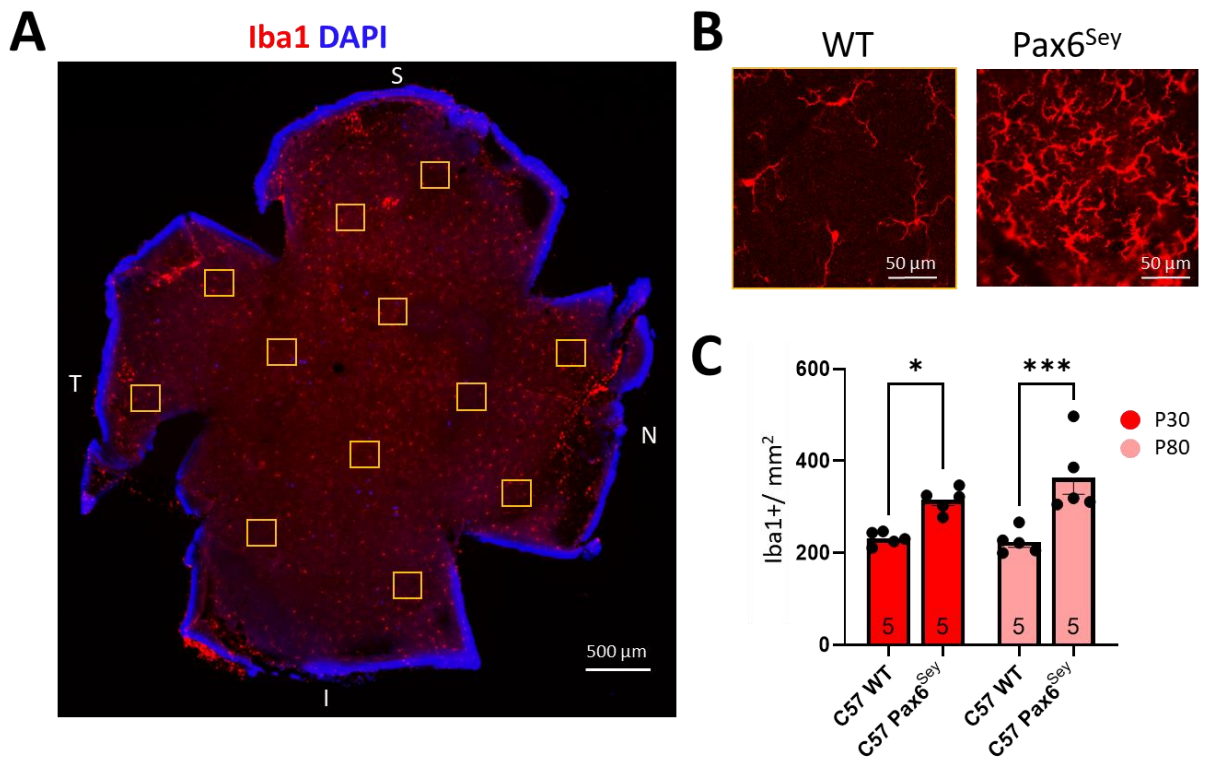 A
Iba1 DAPI
S
T
N
I
500 µm
B
WT
Pax6Sey
50 µm
50 µm
C
600
400
200
0
Iba1+/ mm2
*
***
P30
P80
5
5
5
5
C57 WT
C57 Pax6Sey
C57 WT
C57 Pax6Sey